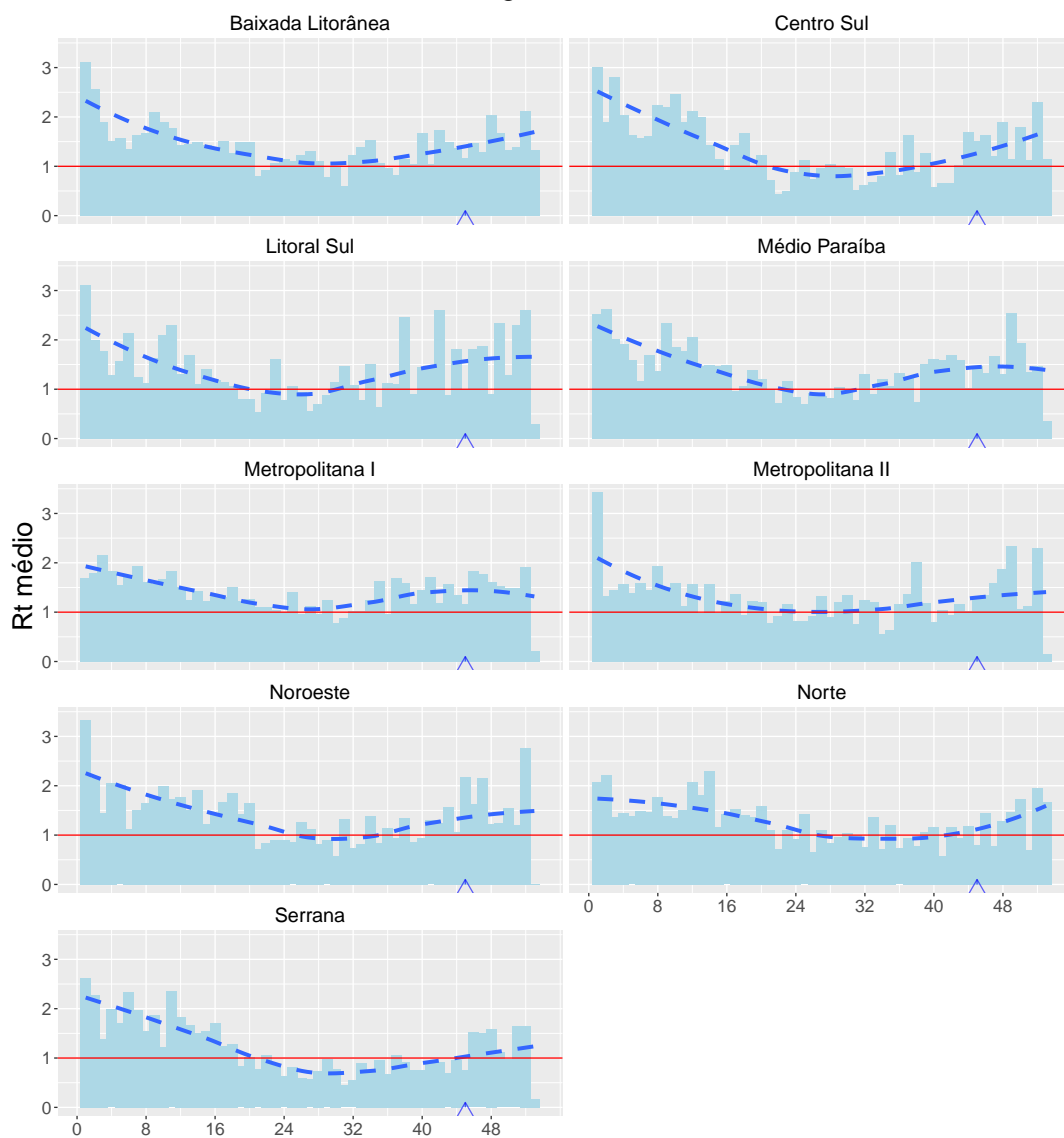 Baixada Litorânea
Centro Sul
3
2
1
0
Litoral Sul
Médio Paraíba
3
2
1
0
Metropolitana I
Metropolitana II
3
2
1
0
Rt médio
Noroeste
Norte
3
2
1
0
0 8 16 24 32 40 48
Serrana
3
2
1
0
0 8 16 24 32 40 48